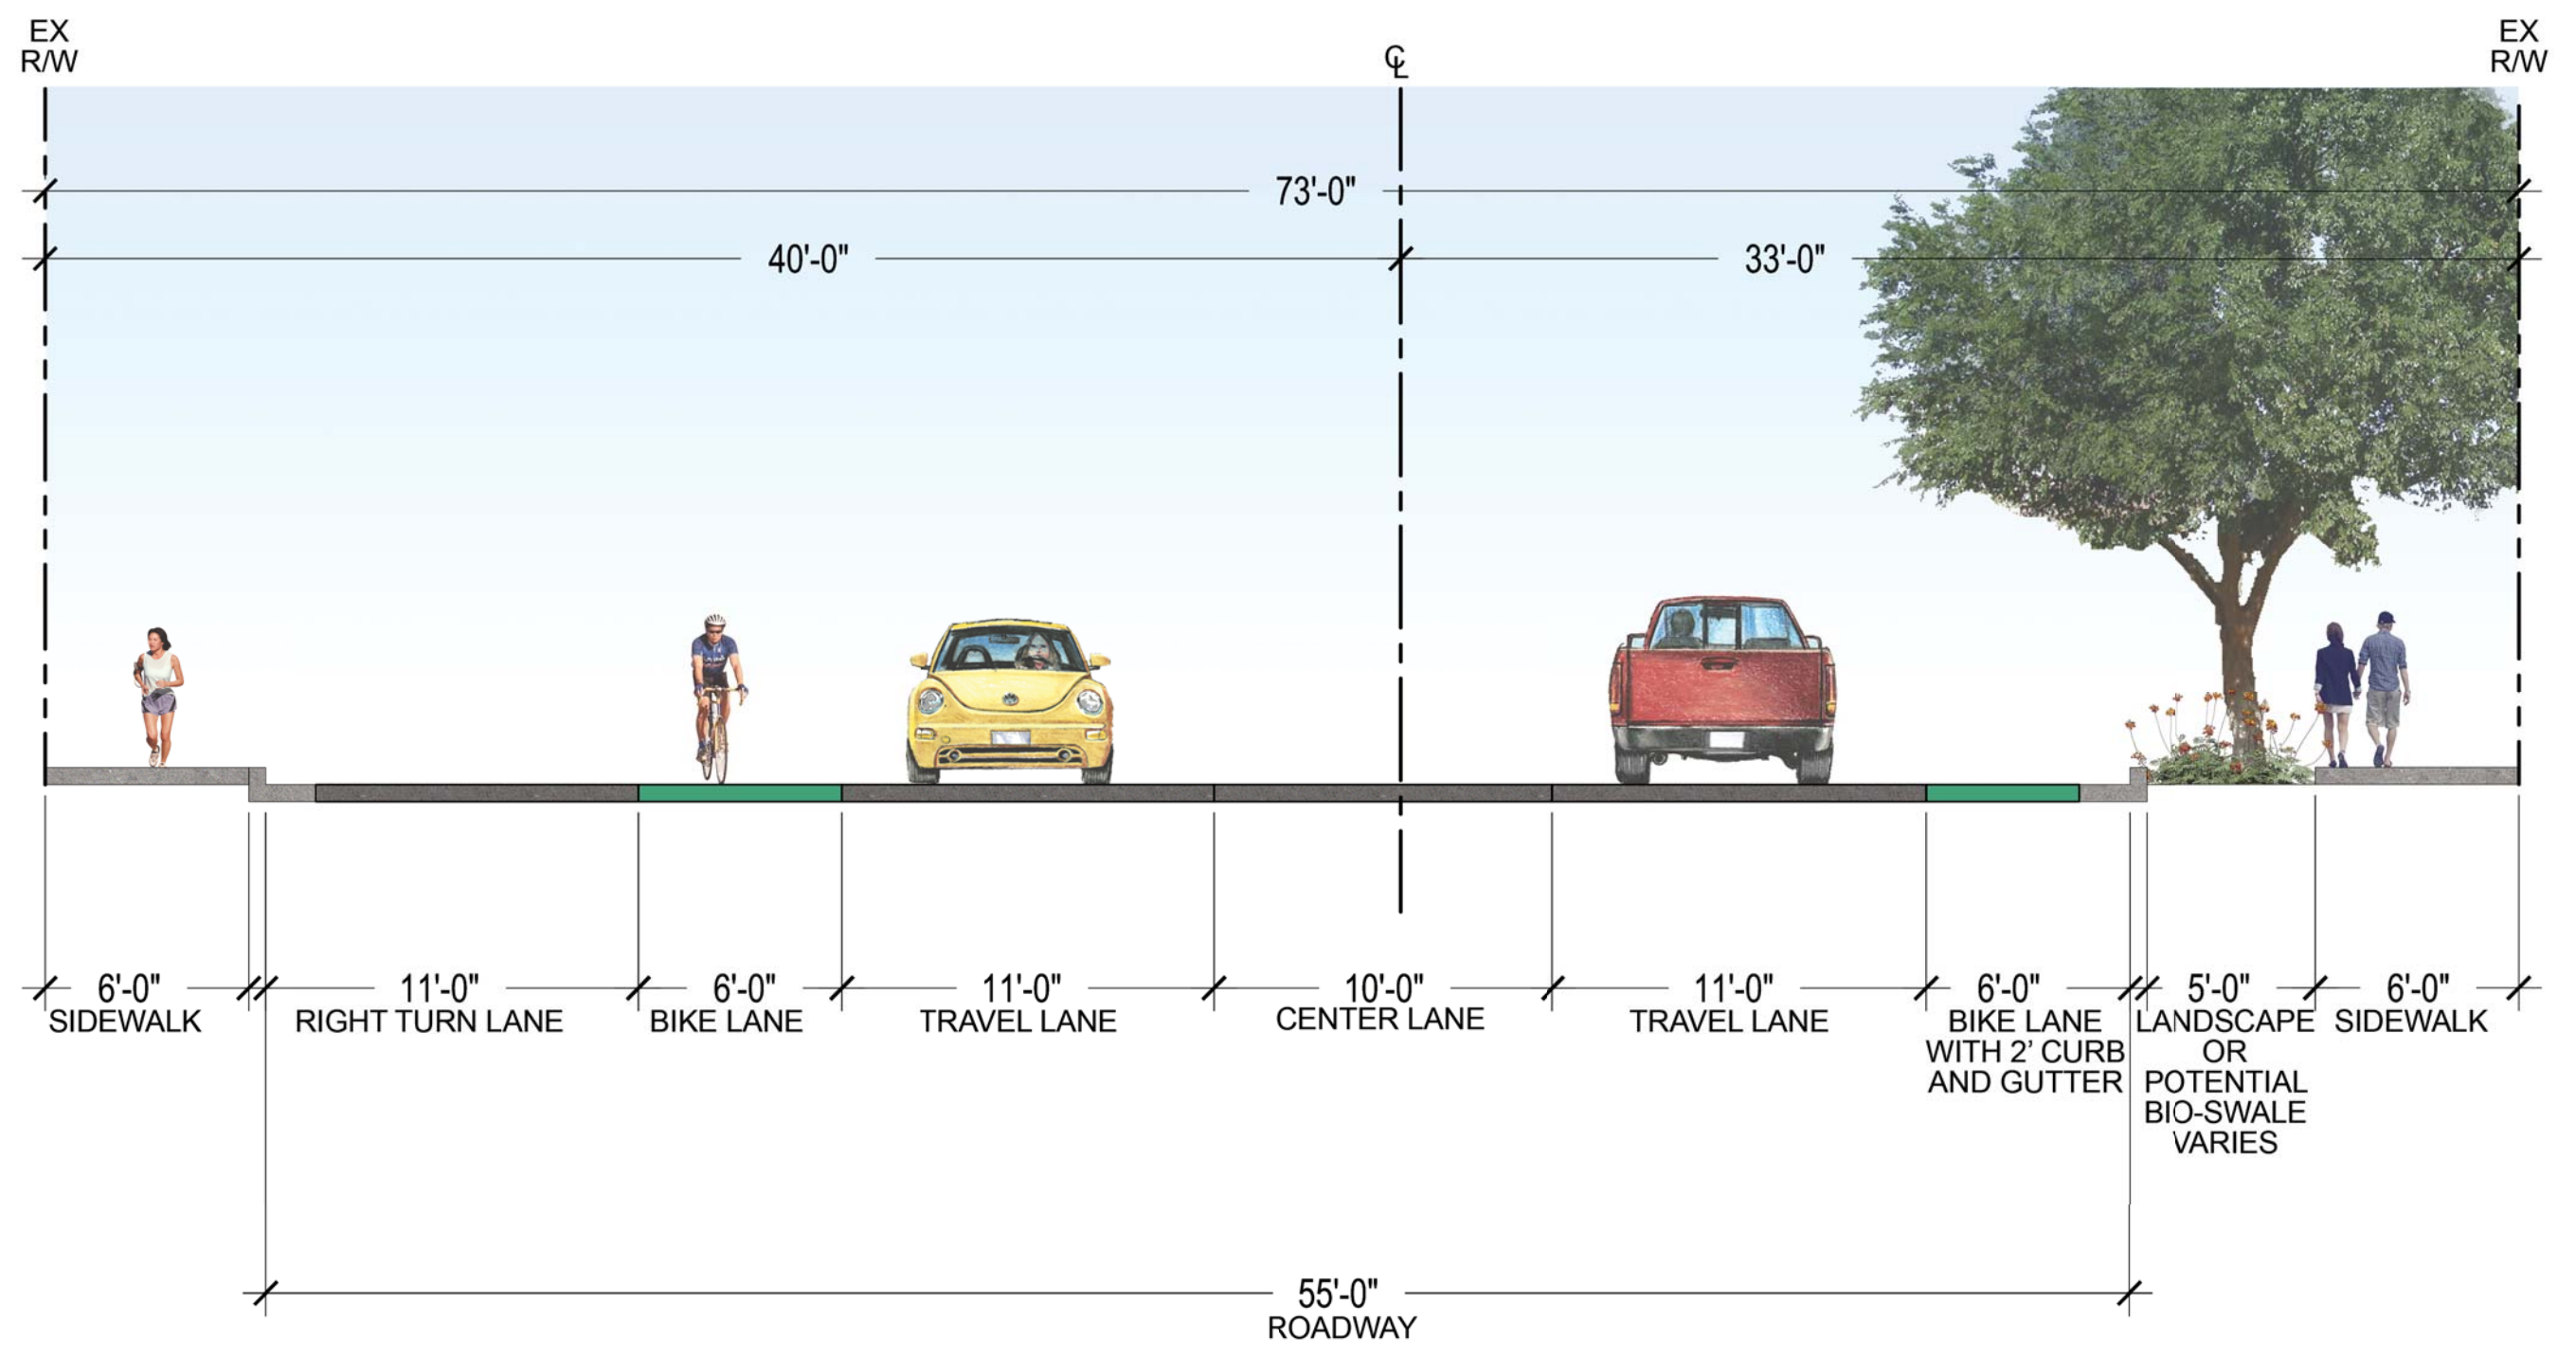 EX
R/W
℄
EX
R/W
73'-0"
40'-0"
33'-0"
6'-0"
SIDEWALK
11'-0"
RIGHT TURN LANE
6'-0"
BIKE LANE
11'-0"
TRAVEL LANE
10'-0"
CENTER LANE
11'-0"
TRAVEL LANE
6'-0"
BIKE LANE
WITH 2' CURB
AND GUTTER
5'-0"
LANDSCAPE
OR
POTENTIAL
BIO-SWALE
VARIES
6'-0"
SIDEWALK
55'-0"
ROADWAY